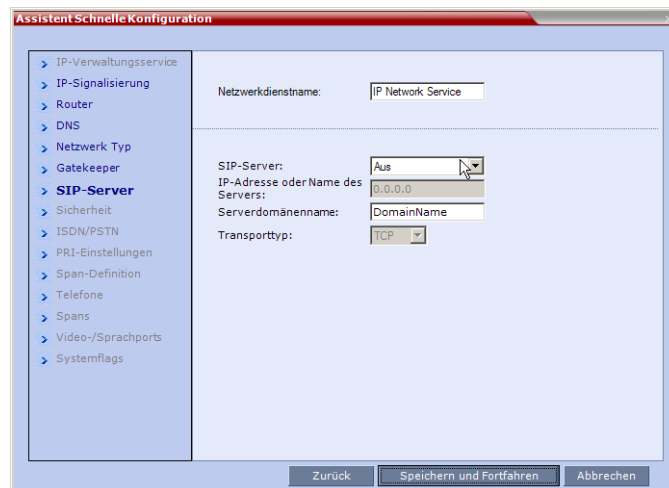 Assistent Schnelle Konfiguration
IP-Verwaltungsservice
IP-Signalisierung
Router
DNS
Netzwerk Typ
Gatekeeper
SIP-Server
Sicherheit
ISDN/PSTN
PRI-Einstellungen
Span-Definition
Telefone
Spans
Video-/Sprachports
Systemflags
Netzwerkdienstname: IP Network Service
SIP-Server: Aus
IP-Adresse oder Name des
Servers: 0.0.0.0
Serverdomänenname: DomainName
Transporttyp: TCP
Zurück Speichern und Fortfahren Abbrechen